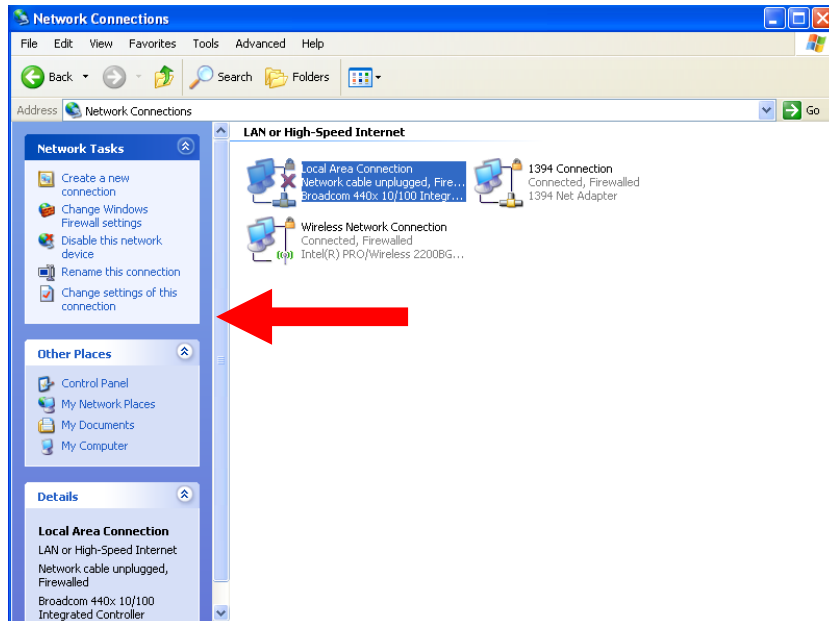 Network Connections
File Edit View Favorites Tools Advanced Help
Back Search Folders
Address Network Connections Go
Network Tasks
Create a new
connection
Change Windows
Firewall settings
Disable this network
device
Rename this connection
Change settings of this
connection
Other Places
Control Panel
My Network Places
My Documents
My Computer
Details
Local Area Connection
LAN or High-Speed Internet
Network cable unplugged,
Firewalled
Broadcom 440x 10/100
Integrated Controller
LAN or High-Speed Internet
Local Area Connection
Network cable unplugged, Fire...
Broadcom 440x 10/100 Integr...
1394 Connection
Connected, Firewalled
1394 Net Adapter
Wireless Network Connection
Connected, Firewalled
Intel(R) PRO/Wireless 2200BG...